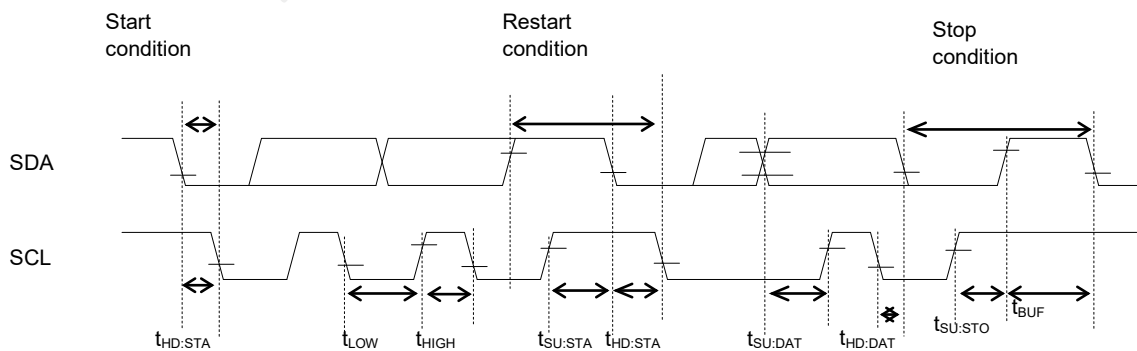 Start
condition
Restart
condition
Stop
condition
SDA
SCL
tHD:STA
tLOW
tHIGH
tSU:STA
tHD:STA
tSU:DAT
tHD:DAT
tSU:STO
tBUF